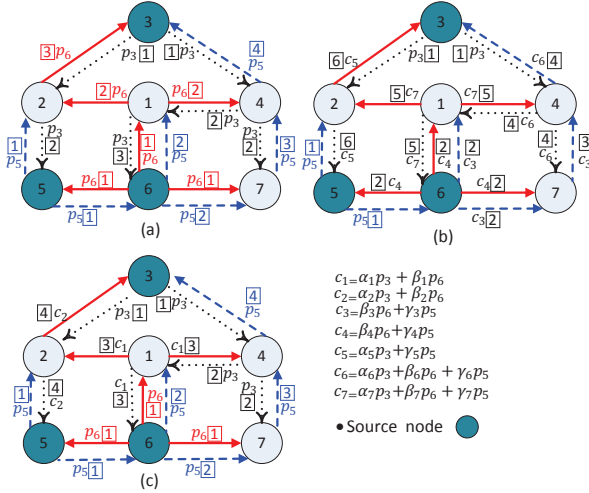 3
3 p₆
p₃ 1
1 p₃
4
p₅
2
2 p₆
1
p₆ 2
4
1
p₅
p₃
2
p₃
3
1
p₆
2
p₅
2 p₃
p₃
2
3
p₅
5
p₆ 1
6
p₆ 1
7
p₅ 1
p₅ 2
(a)
3
6 c₅
p₃ 1
1 p₃
c₆ 4
2
5 c₇
1
c₇ 5
4
1
p₅
6
c₅
5
c₇
2
c₄
2
c₃
4 c₆
4
c₆
3
c₃
5
2 c₄
6
c₄ 2
7
p₅ 1
c₃ 2
(b)
3
4 c₂
p₃ 1
1 p₃
4
p₅
2
3 c₁
1
c₁ 3
4
1
p₅
4
c₂
c₁
3
p₆
1
2
p₅
2 p₃
p₃
2
3
p₅
5
p₆ 1
6
p₆ 1
7
p₅ 1
p₅ 2
(c)
c₁=α₁p₃ + β₁p₆
c₂=α₂p₃ + β₂p₆
c₃=β₃p₆ + γ₃p₅
c₄=β₄p₆ +γ₄p₅
c₅=α₅p₃+γ₅p₅
c₆=α₆p₃+β₆p₆ + γ₆p₅
c₇=α₇p₃+β₇p₆ + γ₇p₅
•Source node